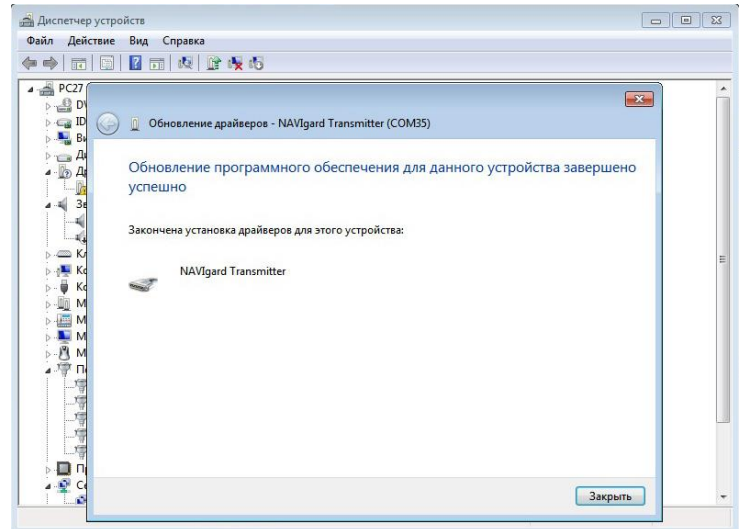 Диспетчер устройств
Файл Действие Вид Справка
PC27
Обновление драйверов - NAVIgard Transmitter (COM35)
Обновление программного обеспечения для данного устройства завершено
успешно
Закончена установка драйверов для этого устройства:
NAVIgard Transmitter
Закрыть